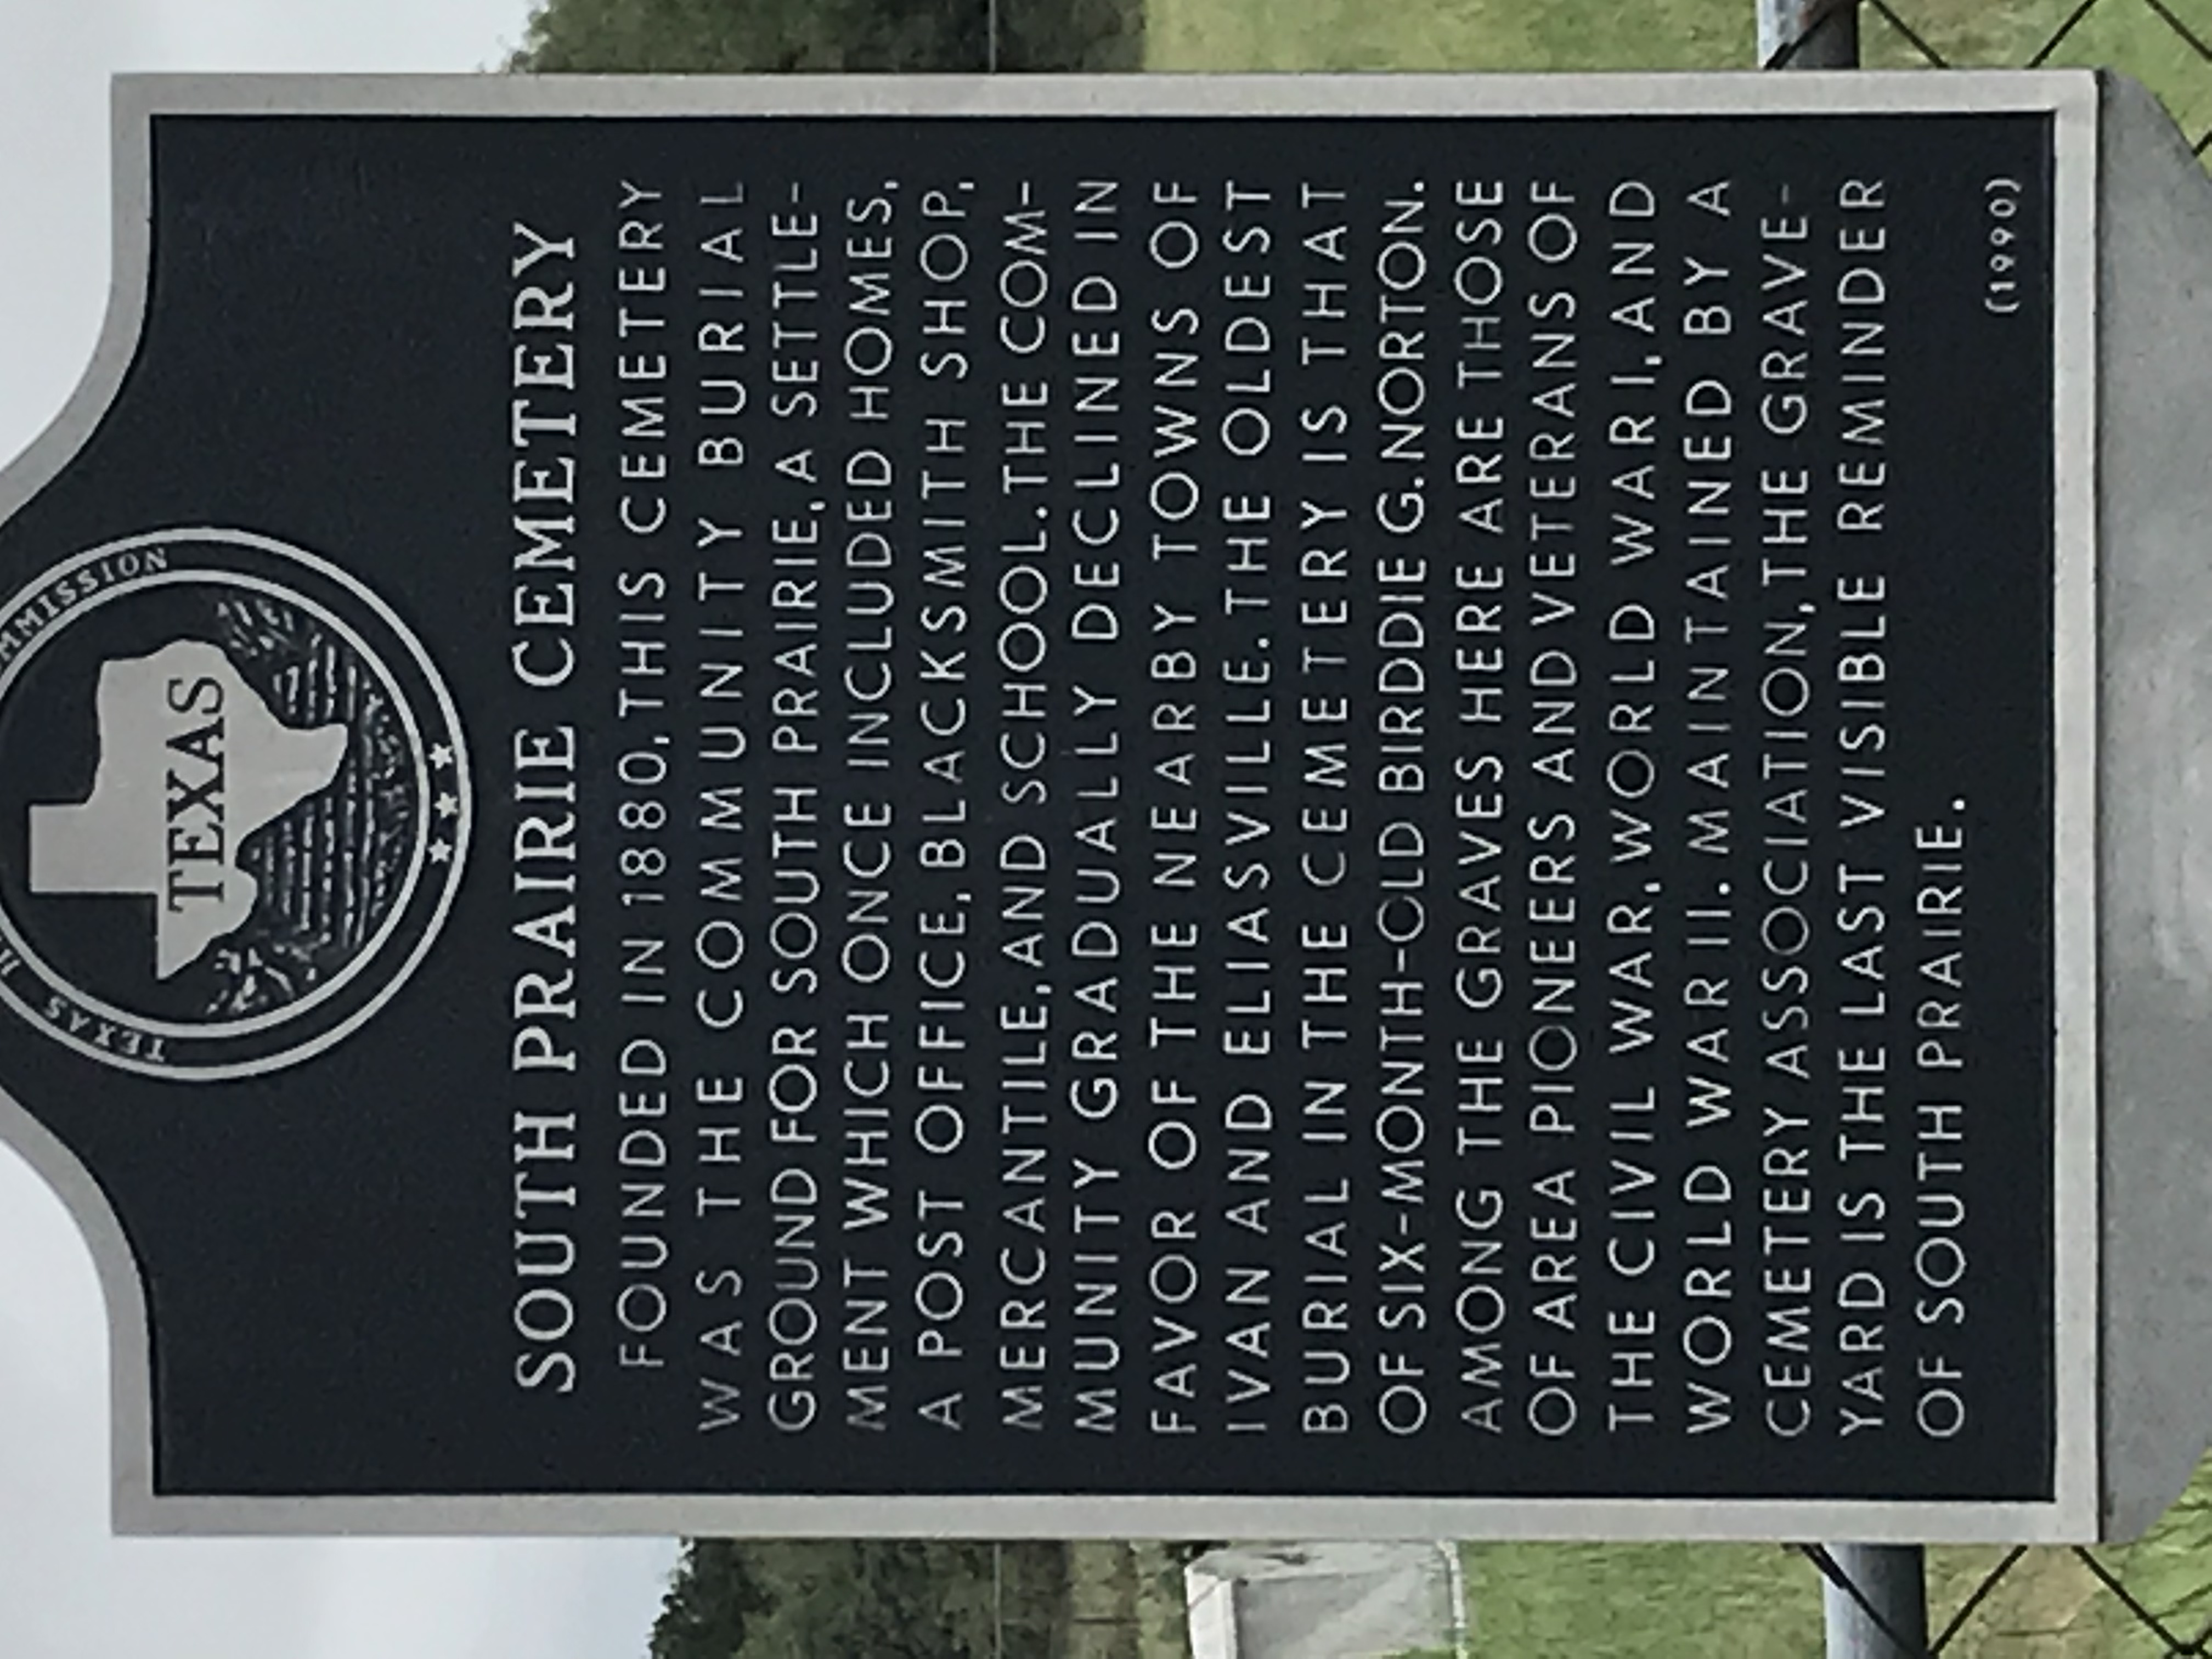 TEXAS COMMISSION
TEXAS
SOUTH PRAIRIE CEMETERY
FOUNDED IN 1880, THIS CEMETERY
WAS THE COMMUNITY BURIAL
GROUND FOR SOUTH PRAIRIE, A SETTLE-
MENT WHICH ONCE INCLUDED HOMES,
A POST OFFICE, BLACKSMITH SHOP,
MERCANTILE, AND SCHOOL. THE COM-
MUNITY GRADUALLY DECLINED IN
FAVOR OF THE NEARBY TOWNS OF
IVAN AND ELIASVILLE. THE OLDEST
BURIAL IN THE CEMETERY IS THAT
OF SIX-MONTH-OLD BIRDDIE G. NORTON.
AMONG THE GRAVES HERE ARE THOSE
OF AREA PIONEERS AND VETERANS OF
THE CIVIL WAR, WORLD WAR I, AND
WORLD WAR II. MAINTAINED BY A
CEMETERY ASSOCIATION, THE GRAVE-
YARD IS THE LAST VISIBLE REMINDER
OF SOUTH PRAIRIE.
(1990)